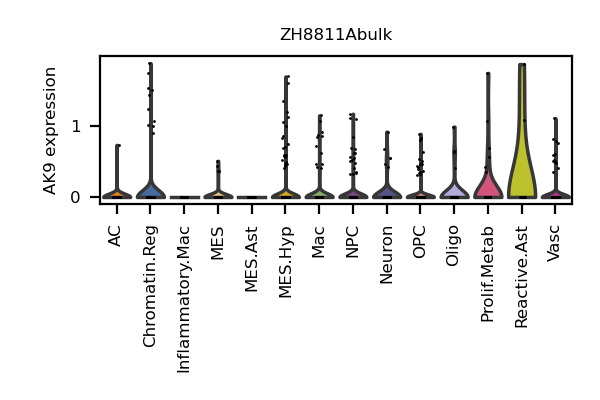 ZH8811Abulk
AK9 expression
1
0
AC
Chromatin.Reg
Inflammatory.Mac
MES
MES.Ast
MES.Hyp
Mac
NPC
Neuron
OPC
Oligo
Prolif.Metab
Reactive.Ast
Vasc